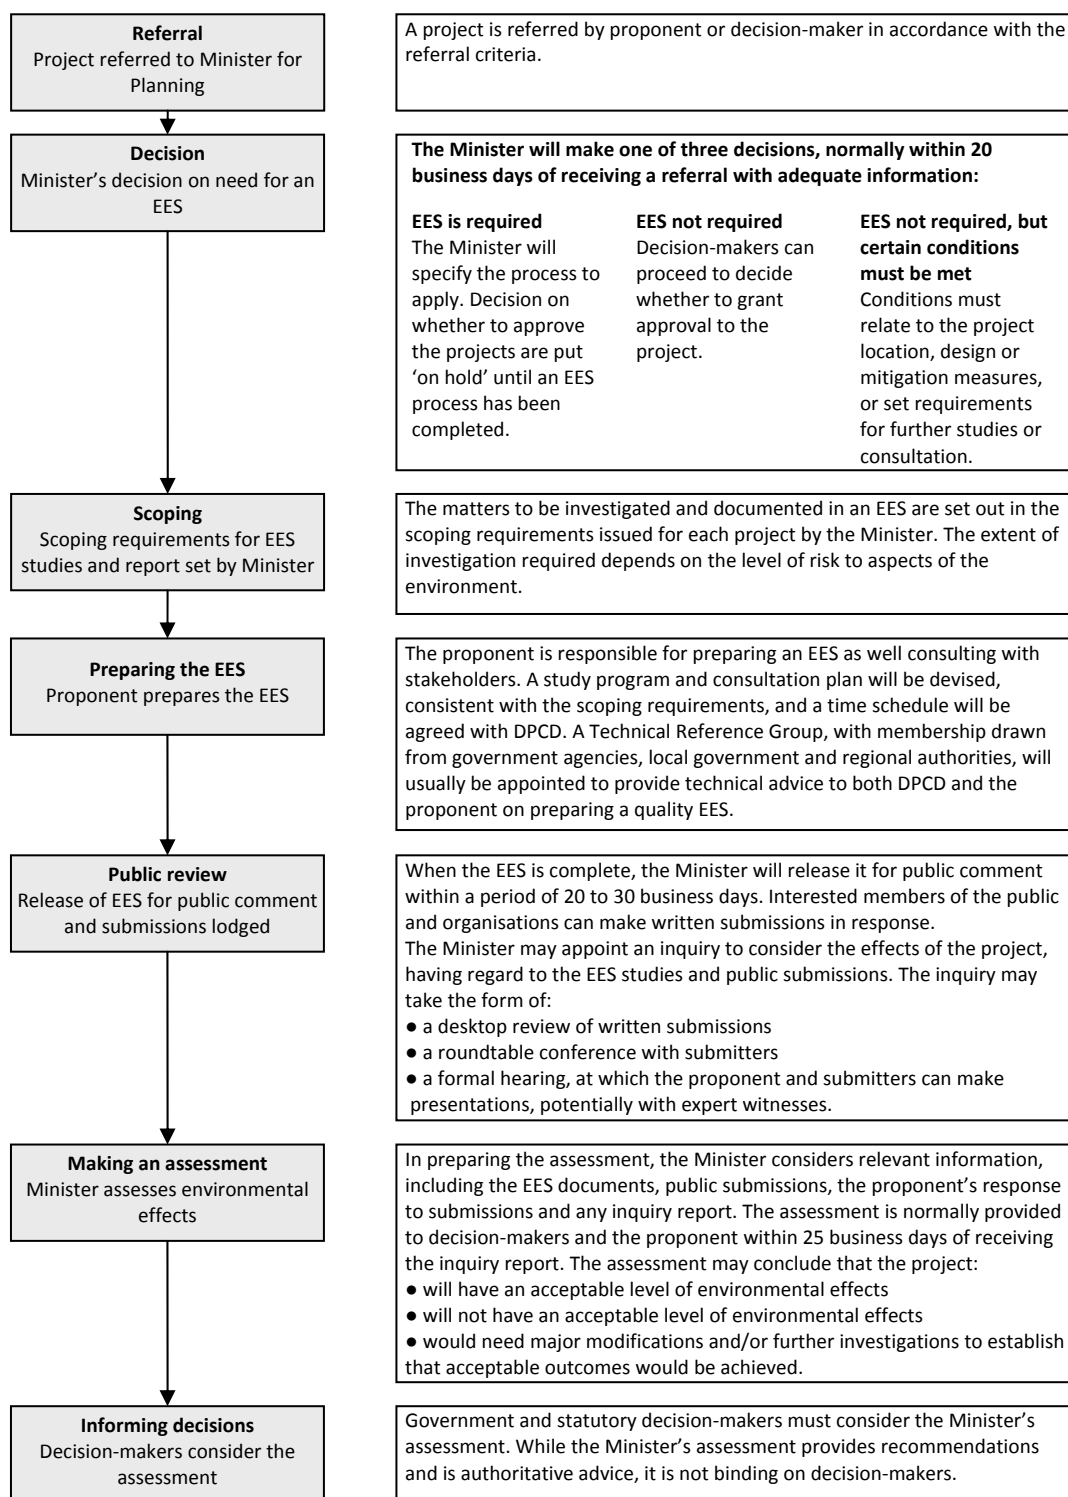 Referral
Project referred to Minister for
Planning
A project is referred by proponent or decision-maker in accordance with the
referral criteria.
Decision
Minister’s decision on need for an
EES
The Minister will make one of three decisions, normally within 20
business days of receiving a referral with adequate information:
EES is required
The Minister will
specify the process to
apply. Decision on
whether to approve
the projects are put
‘on hold’ until an EES
process has been
completed.
EES not required
Decision-makers can
proceed to decide
whether to grant
approval to the
project.
EES not required, but
certain conditions
must be met
Conditions must
relate to the project
location, design or
mitigation measures,
or set requirements
for further studies or
consultation.
Scoping
Scoping requirements for EES
studies and report set by Minister
The matters to be investigated and documented in an EES are set out in the
scoping requirements issued for each project by the Minister. The extent of
investigation required depends on the level of risk to aspects of the
environment.
Preparing the EES
Proponent prepares the EES
The proponent is responsible for preparing an EES as well consulting with
stakeholders. A study program and consultation plan will be devised,
consistent with the scoping requirements, and a time schedule will be
agreed with DPCD. A Technical Reference Group, with membership drawn
from government agencies, local government and regional authorities, will
usually be appointed to provide technical advice to both DPCD and the
proponent on preparing a quality EES.
Public review
Release of EES for public comment
and submissions lodged
When the EES is complete, the Minister will release it for public comment
within a period of 20 to 30 business days. Interested members of the public
and organisations can make written submissions in response.
The Minister may appoint an inquiry to consider the effects of the project,
having regard to the EES studies and public submissions. The inquiry may
take the form of:
● a desktop review of written submissions
● a roundtable conference with submitters
● a formal hearing, at which the proponent and submitters can make
presentations, potentially with expert witnesses.
Making an assessment
Minister assesses environmental
effects
In preparing the assessment, the Minister considers relevant information,
including the EES documents, public submissions, the proponent’s response
to submissions and any inquiry report. The assessment is normally provided
to decision-makers and the proponent within 25 business days of receiving
the inquiry report. The assessment may conclude that the project:
● will have an acceptable level of environmental effects
● will not have an acceptable level of environmental effects
● would need major modifications and/or further investigations to establish
that acceptable outcomes would be achieved.
Informing decisions
Decision-makers consider the
assessment
Government and statutory decision-makers must consider the Minister’s
assessment. While the Minister’s assessment provides recommendations
and is authoritative advice, it is not binding on decision-makers.